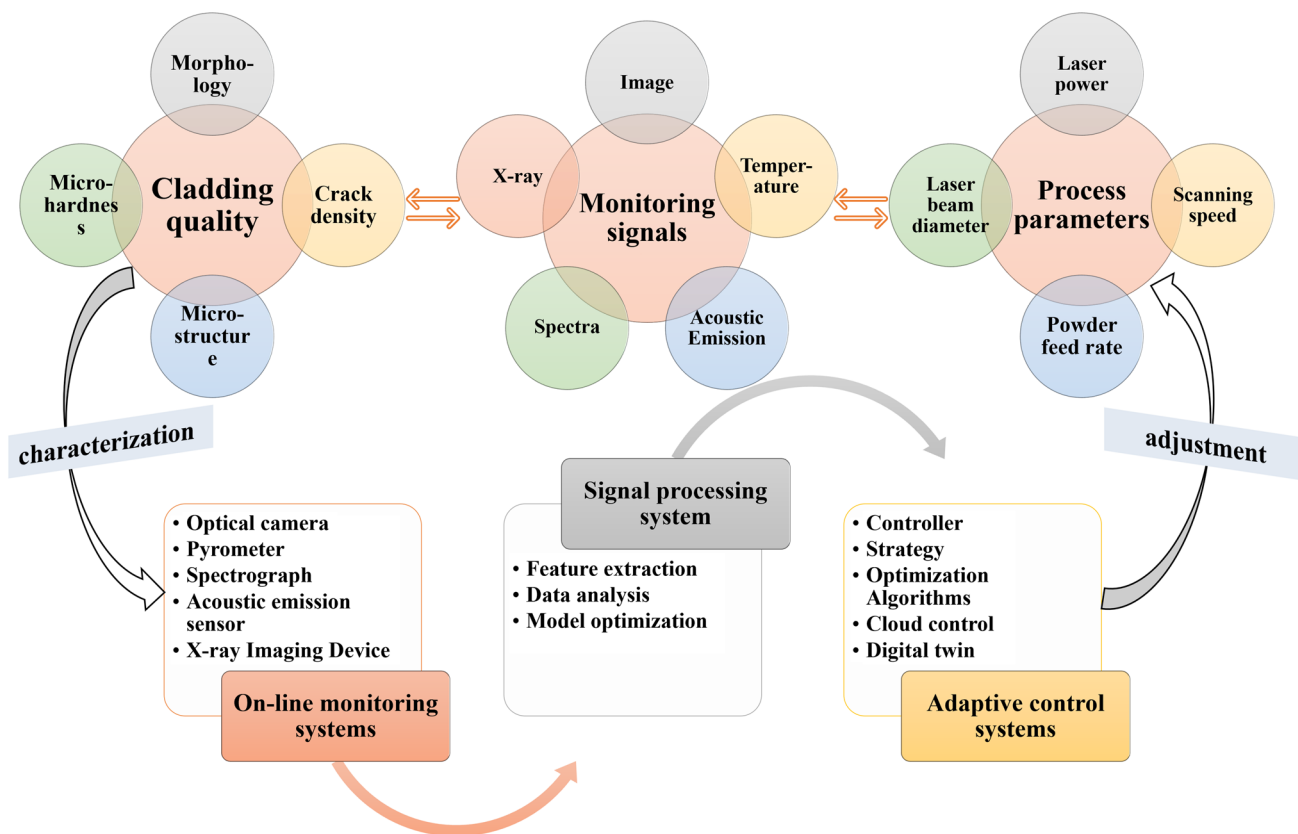 Morpho-
logy
Micro-
hardnes
s
Cladding
quality
Crack
density
Micro-
structur
e
Image
X-ray
Temper-
ature
Monitoring
signals
Spectra
Acoustic
Emission
Laser
power
Laser
beam
diameter
Process
parameters
Scanning
speed
Powder
feed rate
characterization
adjustment
• Optical camera
• Pyrometer
• Spectrograph
• Acoustic emission
sensor
• X-ray Imaging Device
On-line monitoring
systems
Signal processing
system
• Feature extraction
• Data analysis
• Model optimization
• Controller
• Strategy
• Optimization
Algorithms
• Cloud control
• Digital twin
Adaptive control
systems